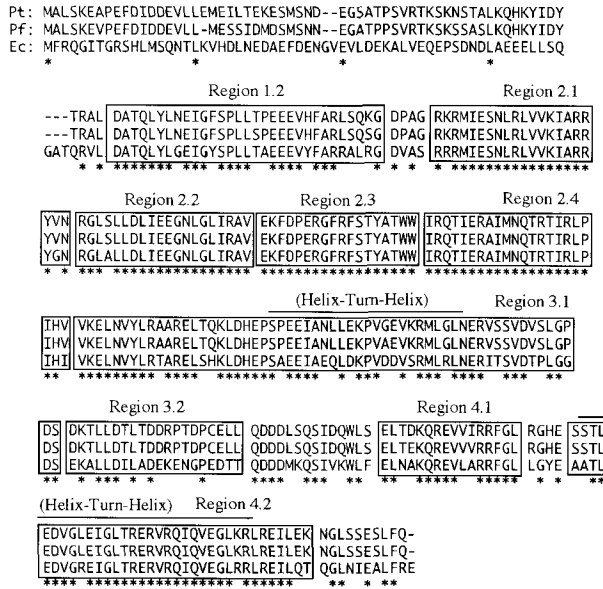 Pt: MALSKEAPEFDIDDEVLLEMEILTEKESMSND--EGSATPSVRTKSKNSTALKQHKYIDY
Pf: MALSKEVPEFDIDDEVLL-MESSIDMDSMSNN--EGATPPSVRTKSKSSASLKQHKYIDY
Ec: MFRQGITGRSHLMSQNTLKVHDLNEDAEFDENGVEVLDEKALVEQEPSDNDLAEEELLSQ
* * * *
Region 1.2 Region 2.1
---TRAL DATQLYLNEIGFSPLLTPEEEVHFARLSQKG DPAG RKRMIESNLRLVVKIARR
---TRAL DATQLYLNEIGFSPLLSPEEEVHFARLSQSG DPAG RKRMIESNLRLVVKIARR
GATQRVL DATQLYLGEIGYSPLLTAEEEVYFARRALRG DVAS RRRMIESNLRLVVKIARR
* * ****** *** ***** **** *** * * * * ****************
Region 2.2 Region 2.3 Region 2.4
YVN RGLSLLDLIEEGNLGLIRAV EKFDPERGFRFSTYATWW IRQTIERAIMNQTRTIRLP
YVN RGLSLLDLIEEGNLGLIRAV EKFDPERGFRFSTYATWW IRQTIERAIMNQTRTIRLP
YGN RGLALLDLIEEGNLGLIRAV EKFDPERGFRFSTYATWW IRQTIERAIMNQTRTIRLP
* * *** **************** ****************** *******************
(Helix-Turn-Helix) Region 3.1
IHV VKELNVYLRAARELTQKLDHEPSPEEIANLLEKPVGEVKRMLGLNERVSSVDVSLGP
IHV VKELNVYLRAARELTQKLDHEPSPEEIANLLEKPVAEVKRMLGLNERVSSVDVSLGP
IHI VKELNVYLRTARELSHKLDHEPSAEEIAEQLDKPVDDVSRMLRLNERITSVDTPLGG
** ********* **** ******* **** * *** * *** **** *** **
Region 3.2 Region 4.1
DS DKTLLDTLTDDRPTDPCELL QDDDLSQSIDQWLS ELTDKQREVVIRRFGL RGHE SSTL
DS DKTLLDTLTDDRPTDPCELL QDDDLSQSIDQWLS ELTEKQREVVVRRFGL RGHE SSTL
DS EKALLDILADEKENGPEDTT QDDDMKQSIVKWLF ELNAKQREVLARRFGL LGYE AATL
** * *** * * * **** *** ** ** ***** ***** * * **
(Helix-Turn-Helix) Region 4.2
EDVGLEIGLTRERVRQIQVEGLKRLREILEK NGLSSESLFQ-
EDVGLEIGLTRERVRQIQVEGLKRLREILEK NGLSSESLFQ-
EDVGREIGLTRERVRQIQVEGLRRLREILQT QGLNIEALFRE
**** ***************** ****** ** * **